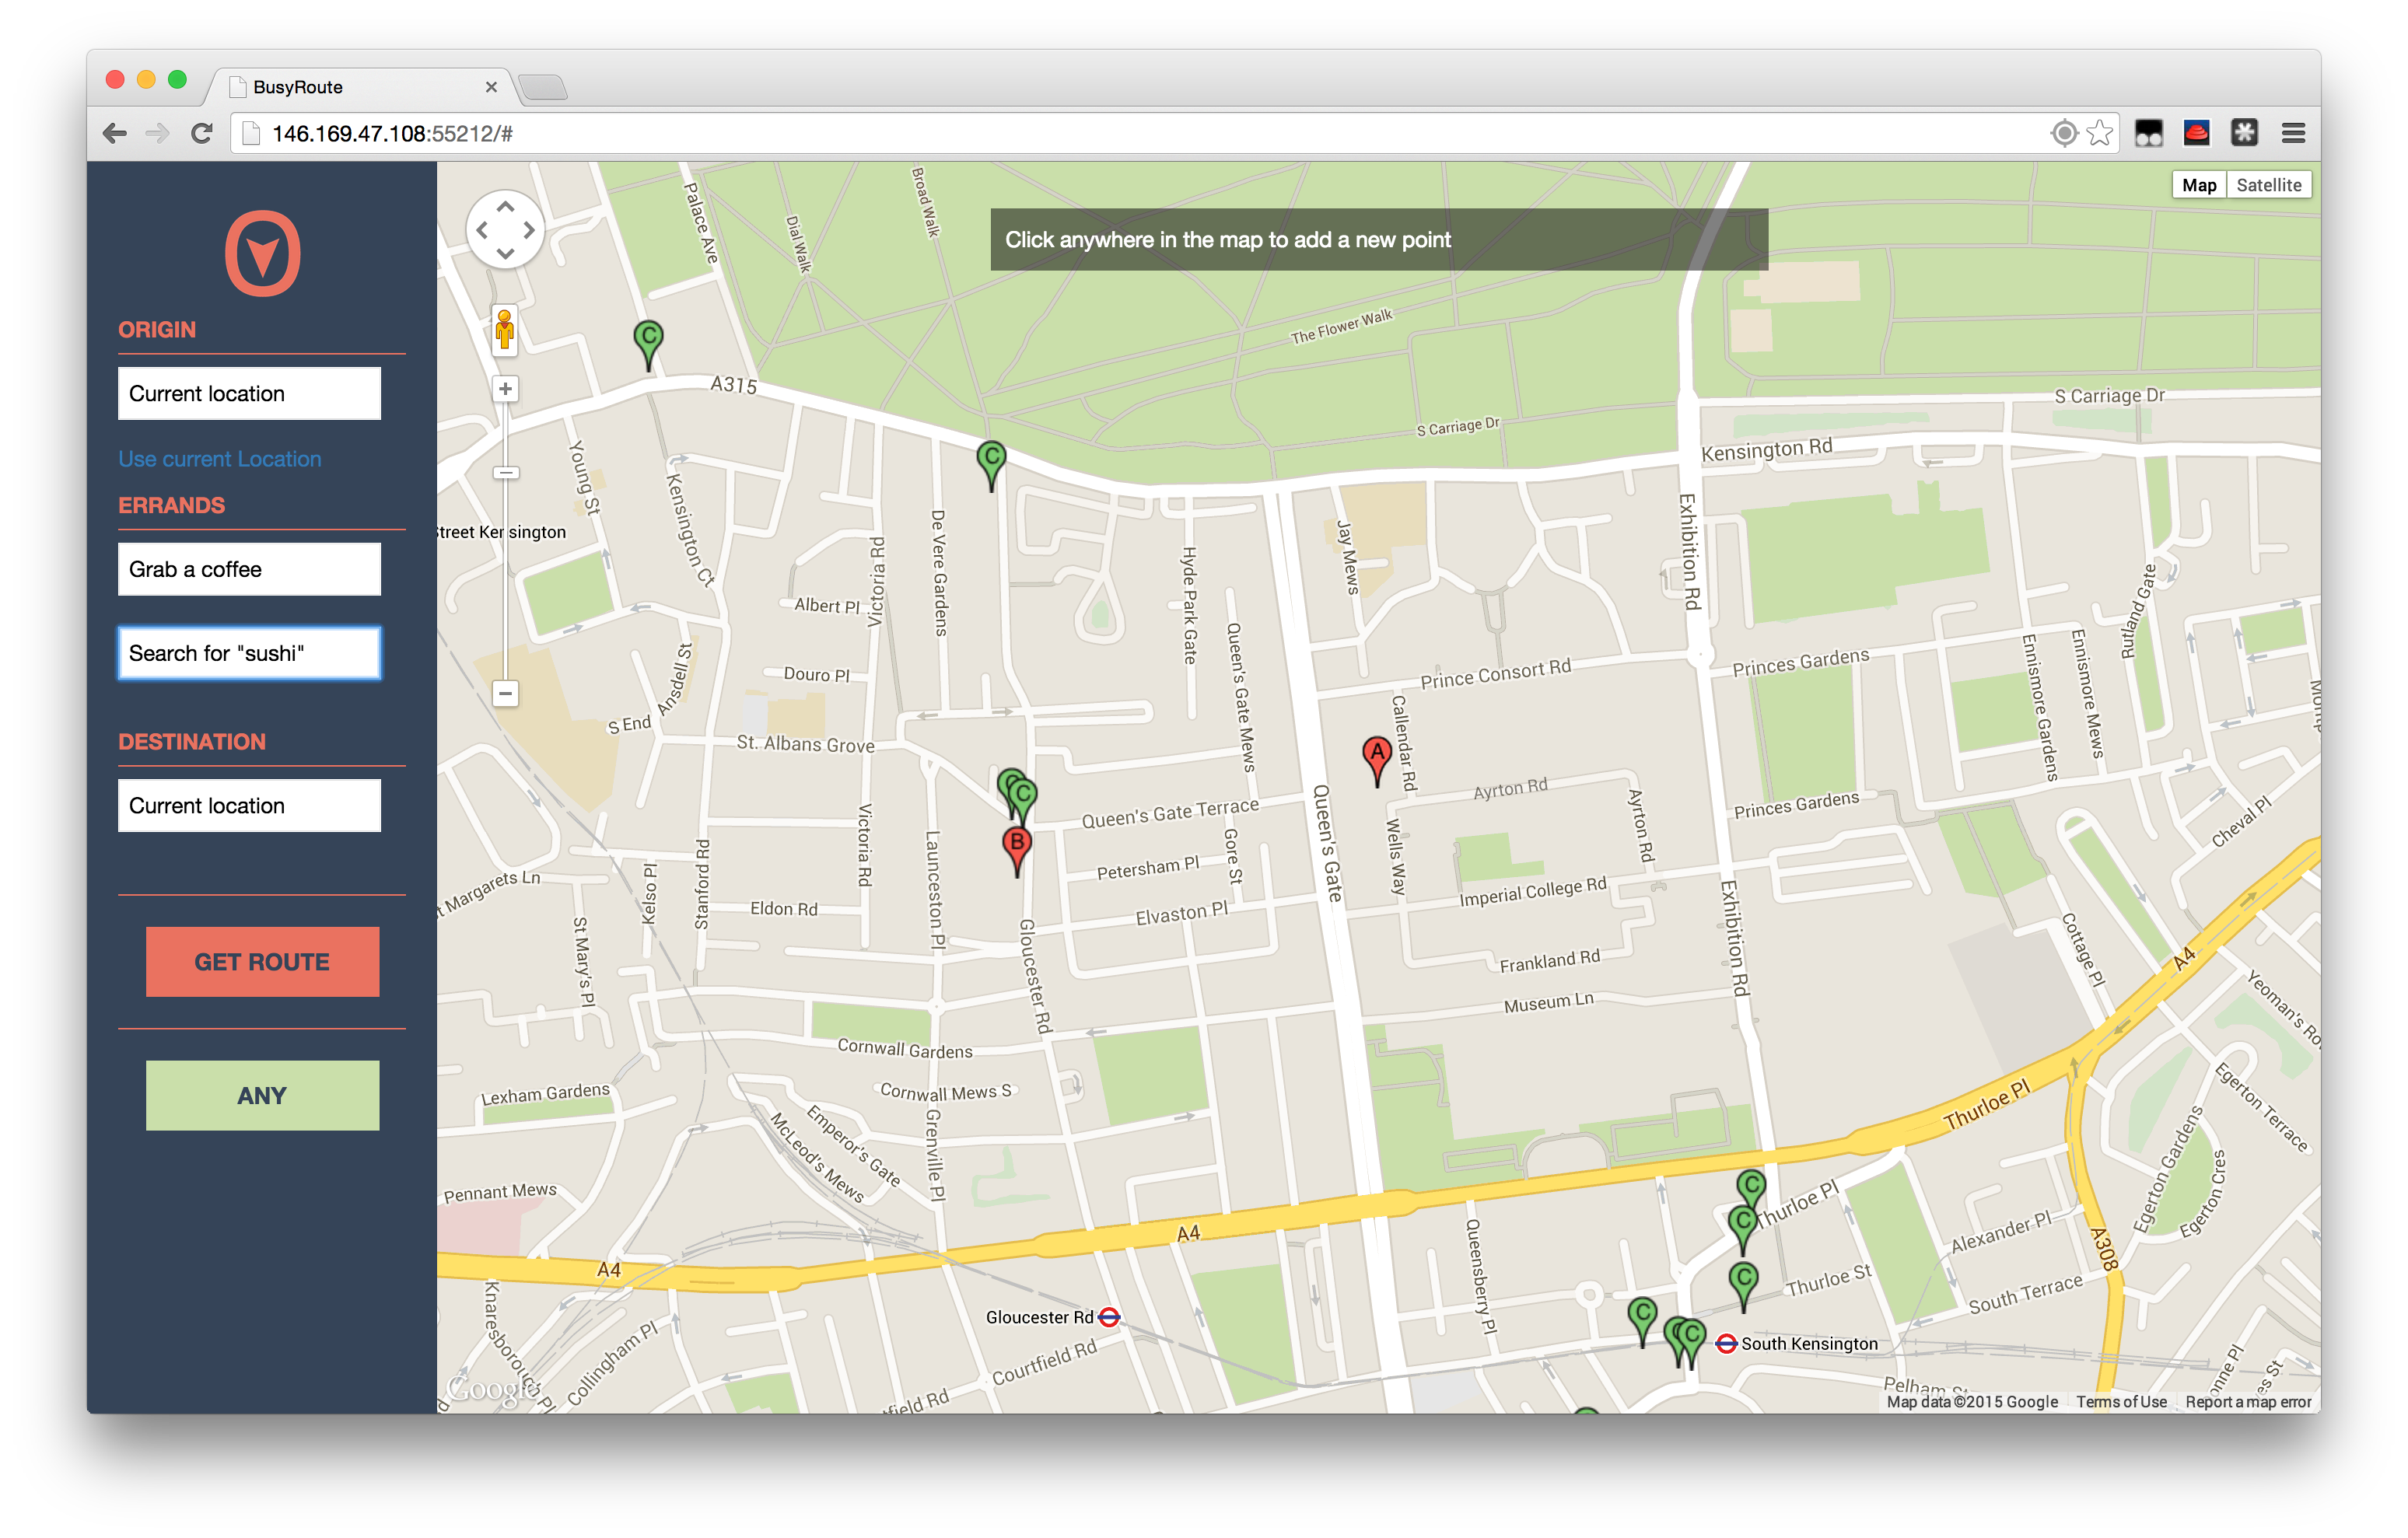 BusyRoute
146.169.47.108:55212/#
ORIGIN
Current location
Use current Location
ERRANDS
Grab a coffee
Search for "sushi"
DESTINATION
Current location
GET ROUTE
ANY
Click anywhere in the map to add a new point
Map
Satellite
Palace Ave
Dial Walk
Broad Walk
The Flower Walk
C
A315
S Carriage Dr
S Carriage Dr
C
Kensington Rd
Young St
Kensington Ct
Street Kensington
De Vere Gardens
Victoria Rd
Hyde Park Gate
Jay Mews
Exhibition Rd
Albert Pl
Queen's Gate Mews
Rutland Gate
Ennismore Gardens
Ennismore Mews
Ansdell St
Douro Pl
Prince Consort Rd
Princes Gardens
S End
St. Albans Grove
Callendar Rd
A
C
C
Ayrton Rd
Queen's Gate Terrace
Queen's Gate
Ayrton Rd
Princes Gardens
Cheval Pl
B
Victoria Rd
Launceston Pl
Gore St
Wells Way
Stanford Rd
Kelso Pl
Petersham Pl
Imperial College Rd
t Margarets Ln
Eldon Rd
Elvaston Pl
Exhibition Rd
St Mary's Pl
Gloucester Rd
Frankland Rd
Cottage Pl
A4
Museum Ln
Yeoman's Ro
Cornwall Gardens
Lexham Gardens
Cornwall Mews S
Thurloe Pl
Egerton Terrace
Emperor's Gate
McLeod's Mews
Grenville Pl
Egerton Gardens
Egerton Cres
Pennant Mews
C
Thurloe Pl
C
A4
A4
Queensberry Pl
Alexander Pl
A308
C
Thurloe St
South Terrace
Knaresborough Pl
Collingham Pl
Gloucester Rd
C
C
C
South Kensington
Courtfield Rd
tfield Rd
Pelham St
onne Pl
es St
Google
Map data ©2015 Google
Terms of Use
Report a map error